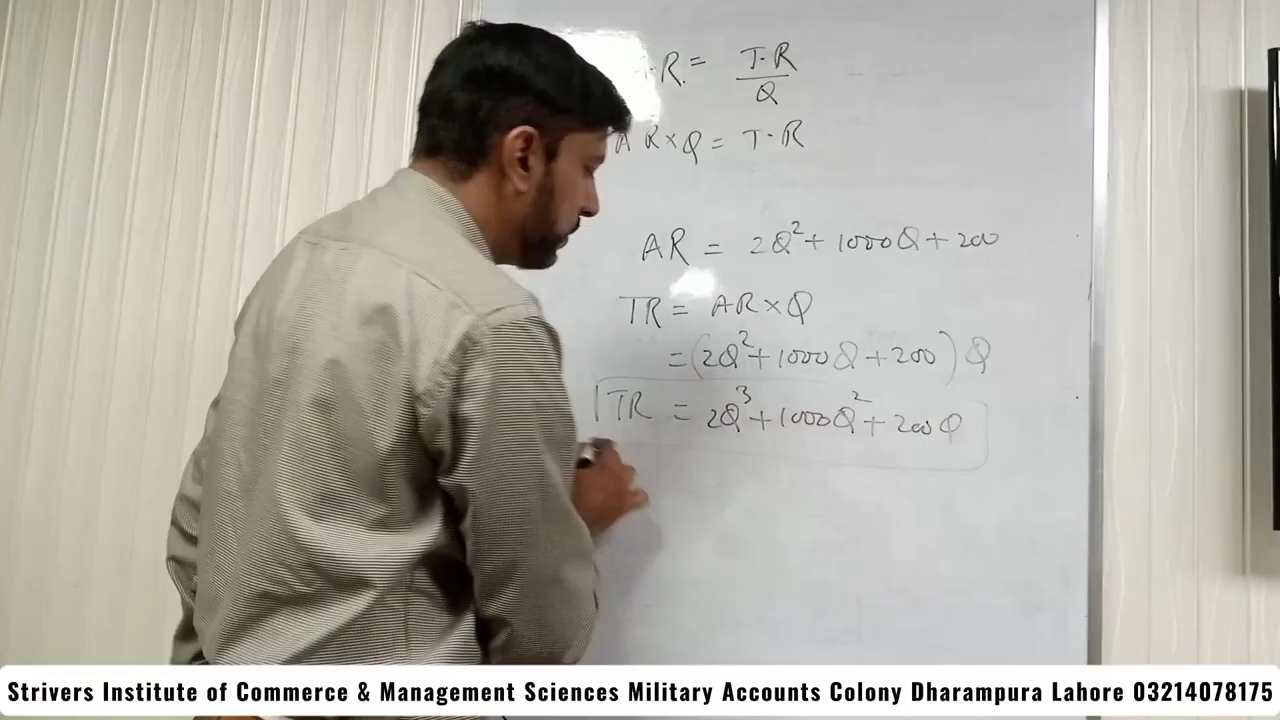 .R. = T.R / Q
A R × Q = T.R
AR = 2Q² + 1000Q + 200
TR = AR × Q
= (2Q² + 1000Q + 200) Q
TR = 2Q³ + 1000Q² + 200Q
Strivers Institute of Commerce & Management Sciences Military Accounts Colony Dharampura Lahore 03214078175